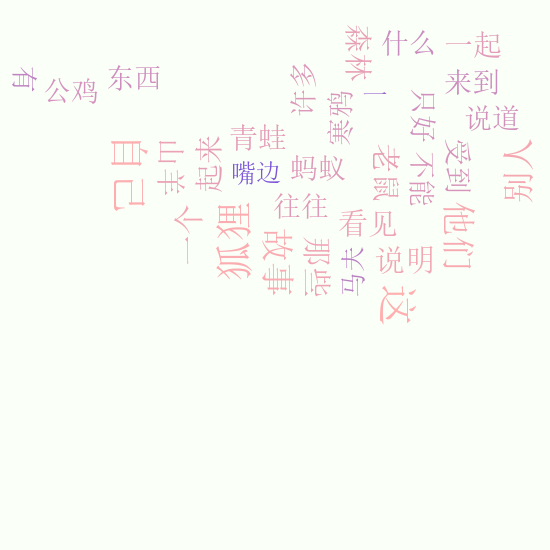 森林
什么
一起
有
公鸡
东西
许多
一
寒鸦
只好
来到
说道
自己
起来
青蛙
嘴边
蚂蚁
老鼠
不能
受到
别人
一个
狐狸
往往
看见
他们
故事
那些
马夫
说明
这